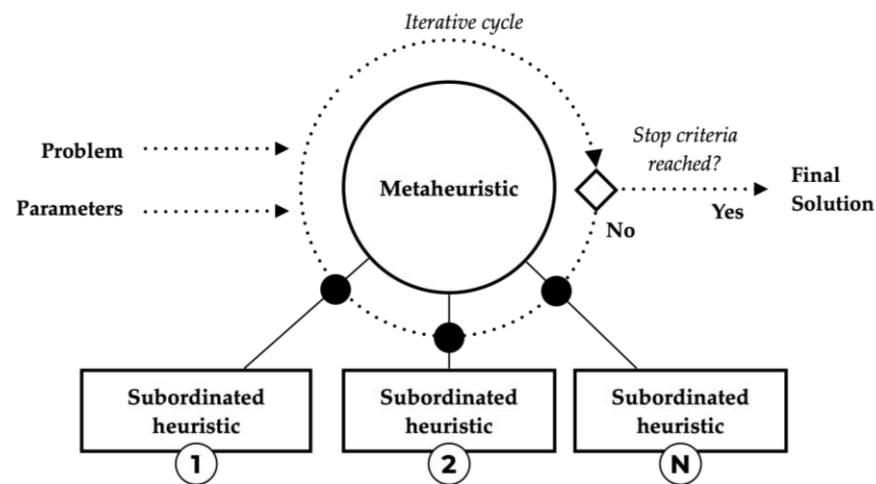 Iterative cycle
Problem
Parameters
Metaheuristic
Stop criteria
reached?
No
Yes
Final
Solution
Subordinated
heuristic
1
Subordinated
heuristic
2
Subordinated
heuristic
N